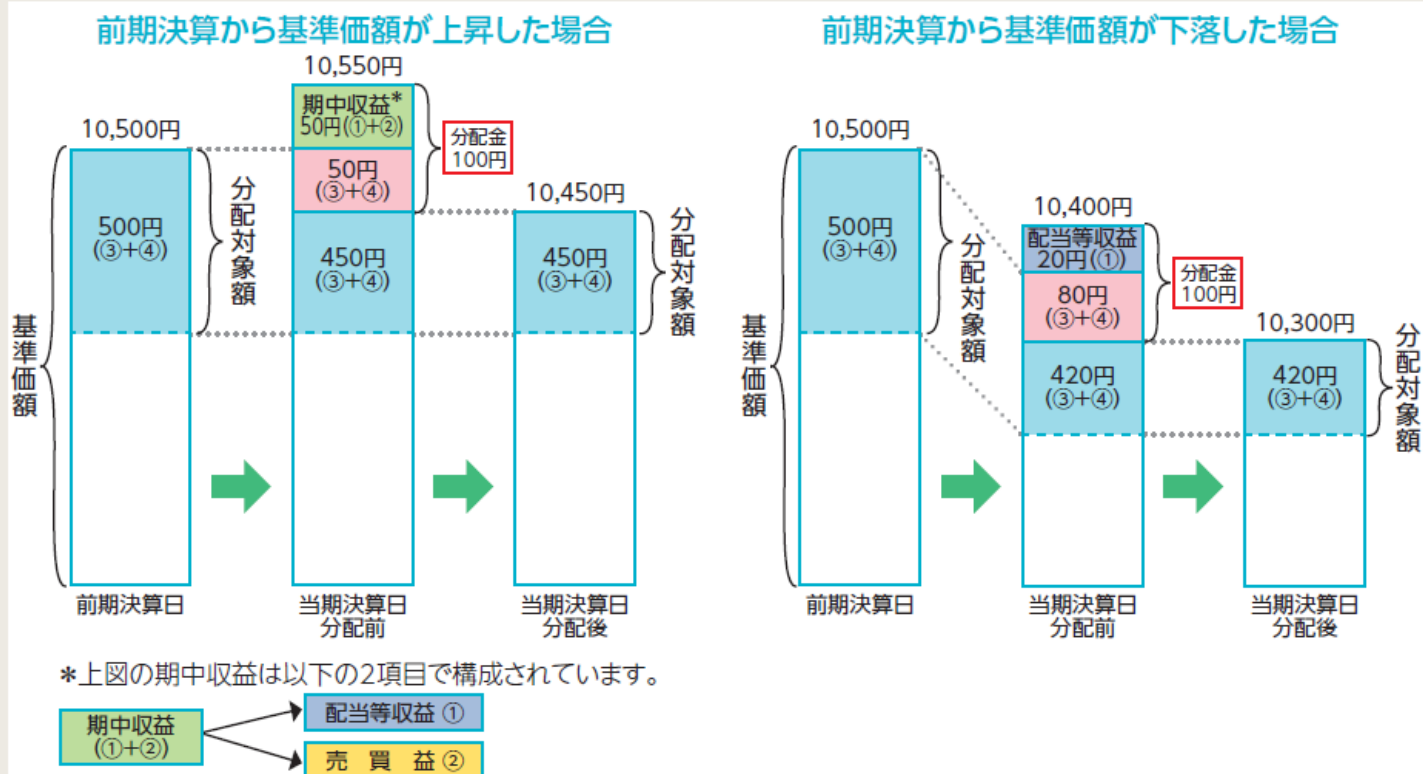 前期決算から基準価額が上昇した場合
10,500円
500円
(③+④)
分配対象額
基準価額
前期決算日
10,550円
期中収益*
50円(①+②)
50円
(③+④)
450円
(③+④)
分配金
100円
当期決算日
分配前
10,450円
450円
(③+④)
分配対象額
当期決算日
分配後
前期決算から基準価額が下落した場合
10,500円
500円
(③+④)
分配対象額
基準価額
前期決算日
10,400円
配当等収益
20円(①)
80円
(③+④)
420円
(③+④)
分配金
100円
当期決算日
分配前
10,300円
420円
(③+④)
分配対象額
当期決算日
分配後
*上図の期中収益は以下の2項目で構成されています。
期中収益
(①+②)
配当等収益 ①
売 買 益 ②